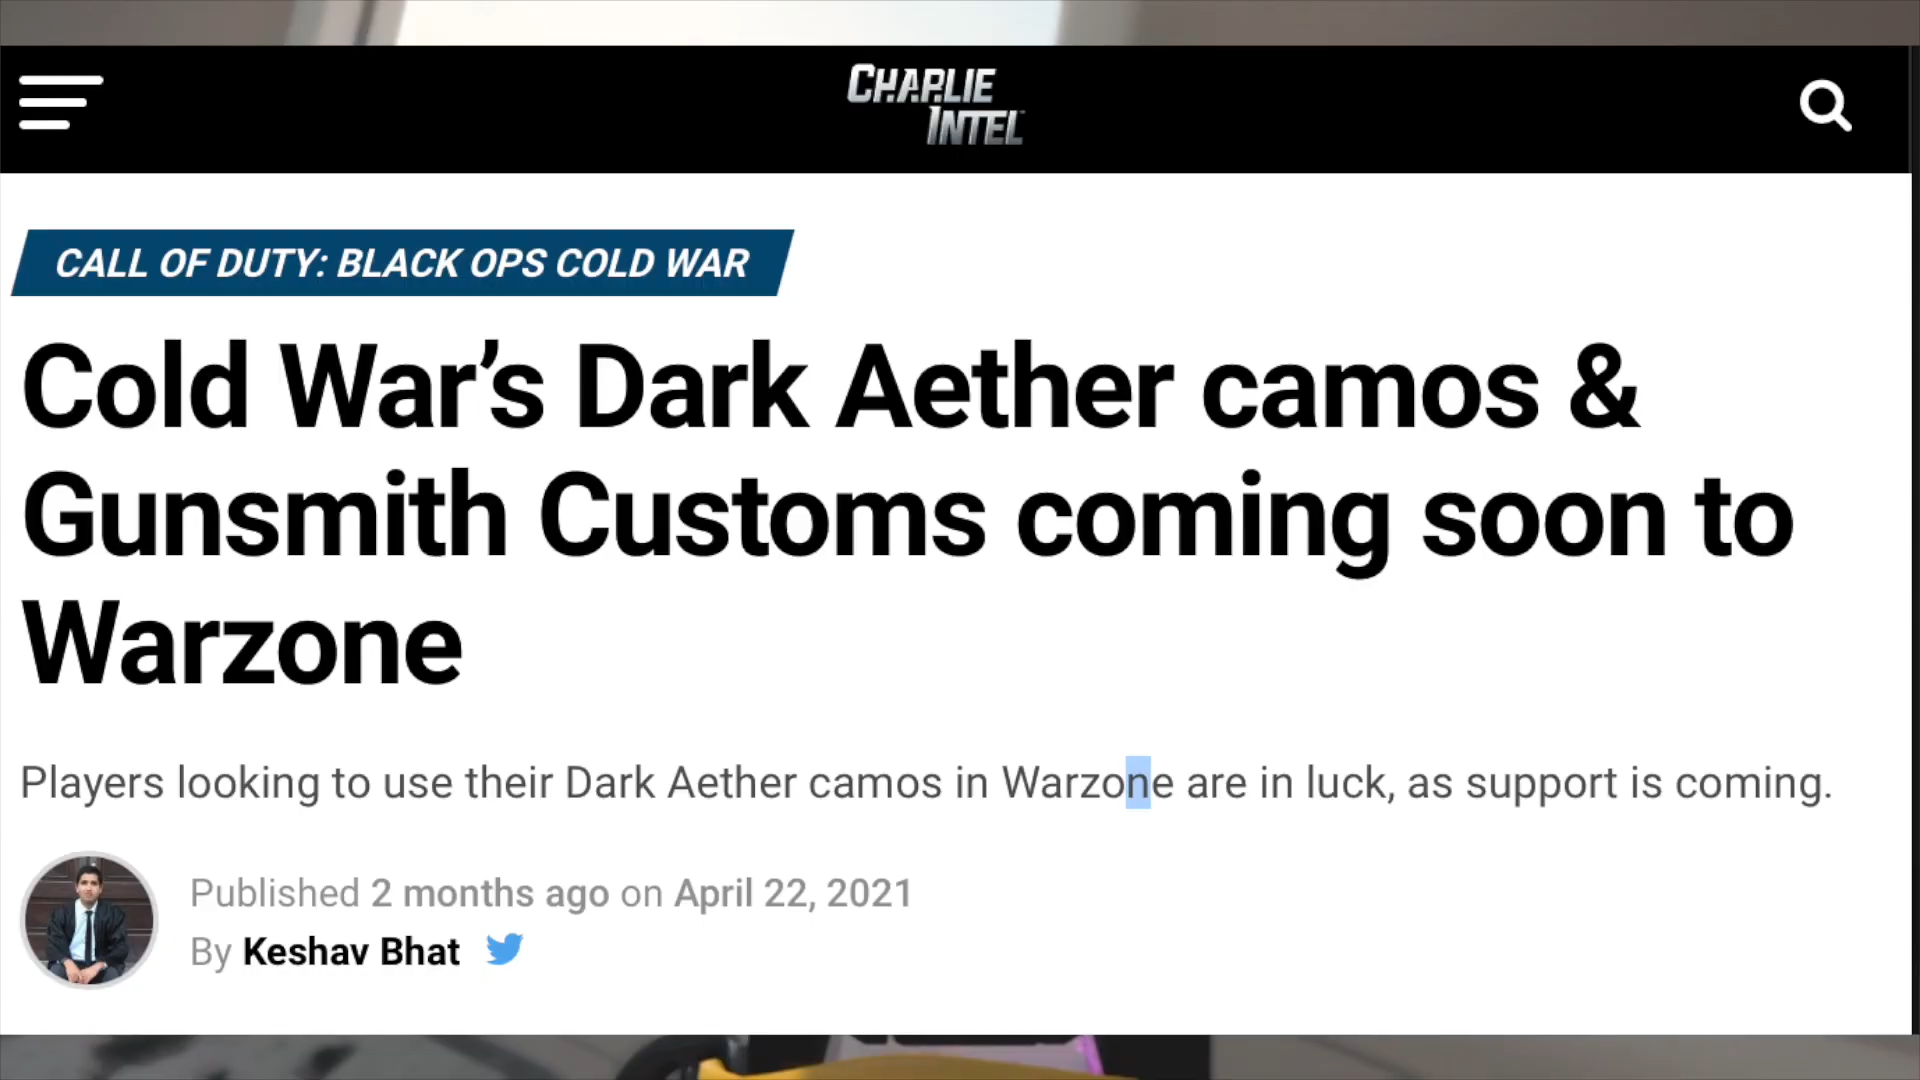 CHARLIE
INTEL
CALL OF DUTY: BLACK OPS COLD WAR
Cold War’s Dark Aether camos &
Gunsmith Customs coming soon to
Warzone
Players looking to use their Dark Aether camos in Warzone are in luck, as support is coming.
Published 2 months ago on April 22, 2021
By Keshav Bhat